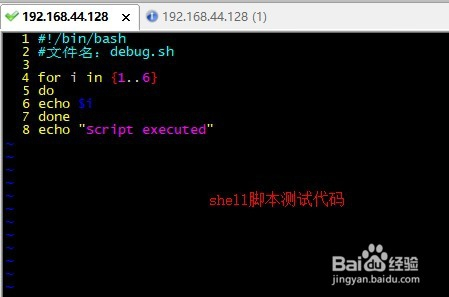 192.168.44.128 192.168.44.128 (1)
1 #!/bin/bash
2 #文件名：debug.sh
3
4 for i in {1..6}
5 do
6 echo $i
7 done
8 echo "Script executed"
~
~
~
~
~
~
~
~
~
shell脚本测试代码
Baidu经验
jingyan.baidu.com